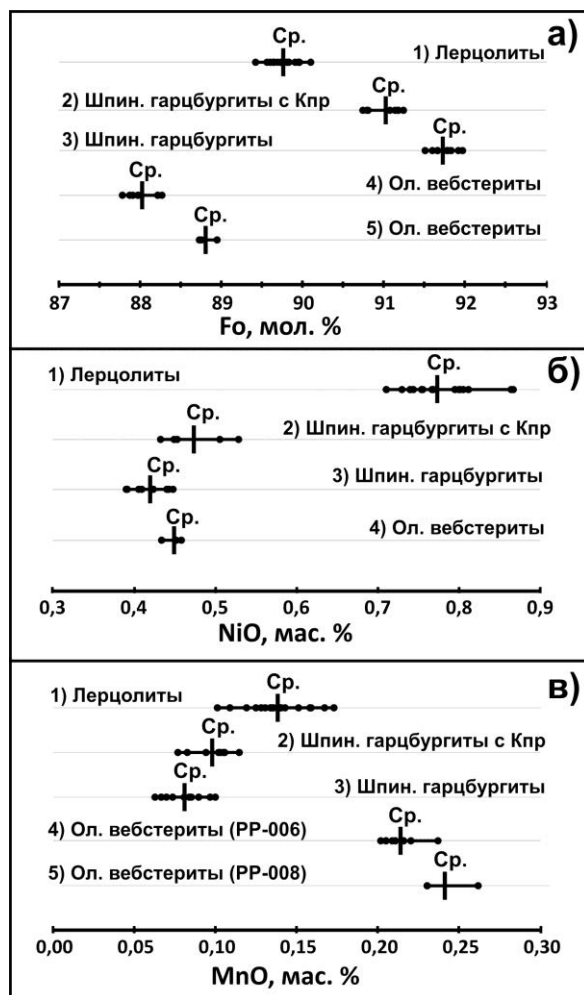 а)
Ср.
1) Лерцолиты
2) Шпин. гарцбургиты с Кпр
Ср.
3) Шпин. гарцбургиты
Ср.
Ср.
4) Ол. вебстериты
Ср.
5) Ол. вебстериты
87 88 89 90 91 92 93
Fo, мол. %
б)
1) Лерцолиты
Ср.
Ср.
2) Шпин. гарцбургиты с Кпр
Ср.
3) Шпин. гарцбургиты
Ср.
4) Ол. вебстериты
0,3 0,4 0,5 0,6 0,7 0,8 0,9
NiO, мас. %
в)
1) Лерцолиты
Ср.
Ср.
2) Шпин. гарцбургиты с Кпр
Ср.
3) Шпин. гарцбургиты
4) Ол. вебстериты (РР-006)
Ср.
5) Ол. вебстериты (РР-008)
Ср.
0,00 0,05 0,10 0,15 0,20 0,25 0,30
MnO, мас. %